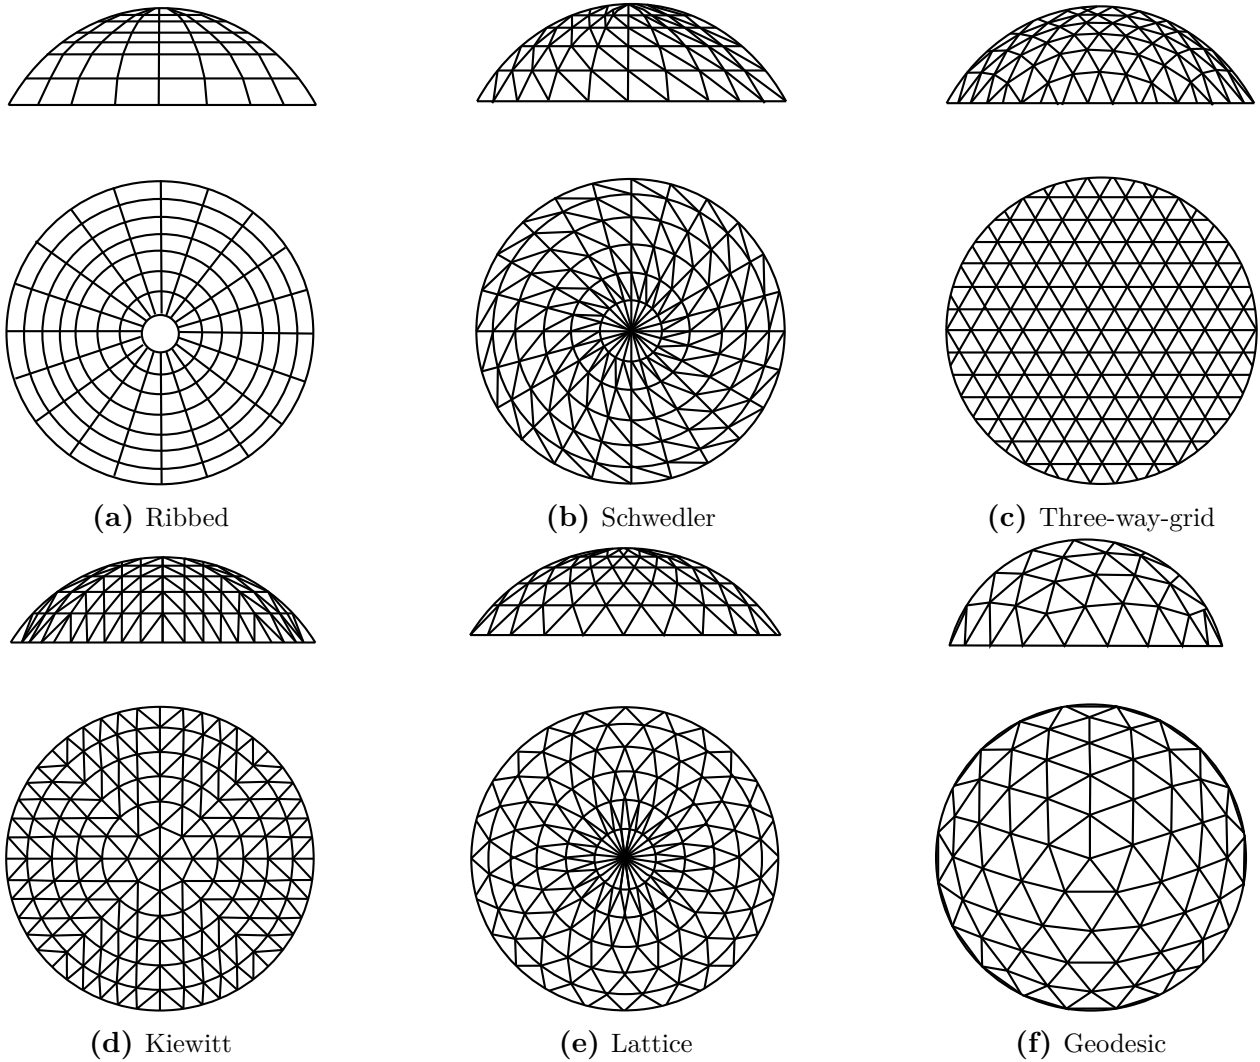 (a) Ribbed
(b) Schwedler
(c) Three-way-grid
(d) Kiewitt
(e) Lattice
(f) Geodesic